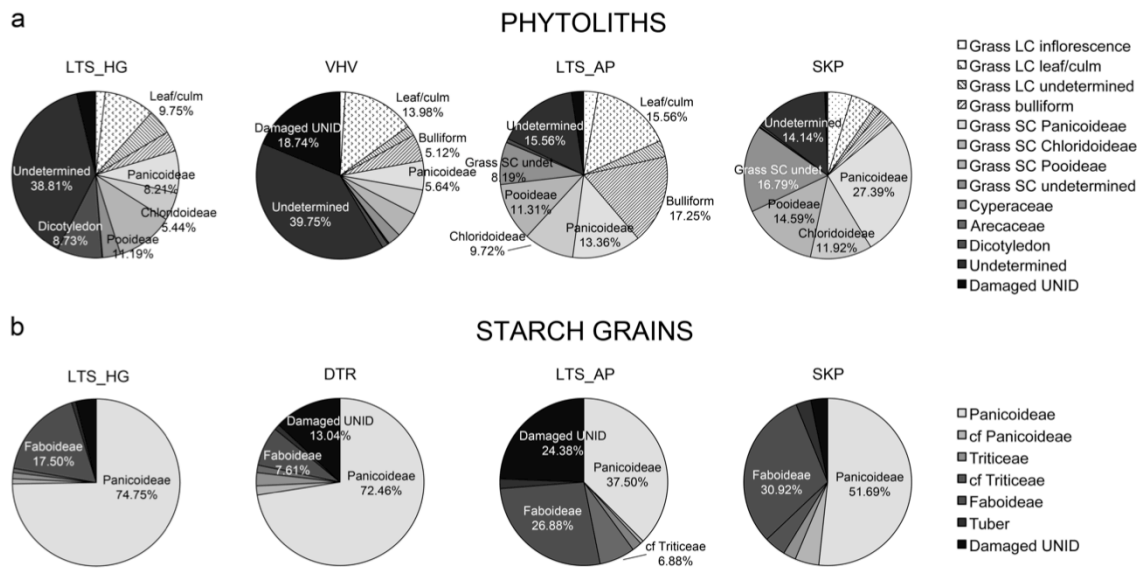 a
PHYTOLITHS
LTS_HG
Leaf/culm
9.75%
Panicoideae
8.21%
Chloridoideae
5.44%
Pooideae
11.19%
Dicotyledon
8.73%
Undetermined
38.81%
VHV
Leaf/culm
13.98%
Bulliform
5.12%
Panicoideae
5.64%
Undetermined
39.75%
Damaged UNID
18.74%
LTS_AP
Leaf/culm
15.56%
Bulliform
17.25%
Panicoideae
13.36%
Chloridoideae
9.72%
Pooideae
11.31%
Grass SC undet
8.19%
Undetermined
15.56%
SKP
Panicoideae
27.39%
Chloridoideae
11.92%
Pooideae
14.59%
Grass SC undet
16.79%
Undetermined
14.14%
Grass LC inflorescence
Grass LC leaf/culm
Grass LC undetermined
Grass bulliform
Grass SC Panicoideae
Grass SC Chloridoideae
Grass SC Pooideae
Grass SC undetermined
Cyperaceae
Arecaceae
Dicotyledon
Undetermined
Damaged UNID
b
STARCH GRAINS
LTS_HG
Faboideae
17.50%
Panicoideae
74.75%
DTR
Damaged UNID
13.04%
Faboideae
7.61%
Panicoideae
72.46%
LTS_AP
Damaged UNID
24.38%
Panicoideae
37.50%
Faboideae
26.88%
cf Triticeae
6.88%
SKP
Faboideae
30.92%
Panicoideae
51.69%
Panicoideae
cf Panicoideae
Triticeae
cf Triticeae
Faboideae
Tuber
Damaged UNID